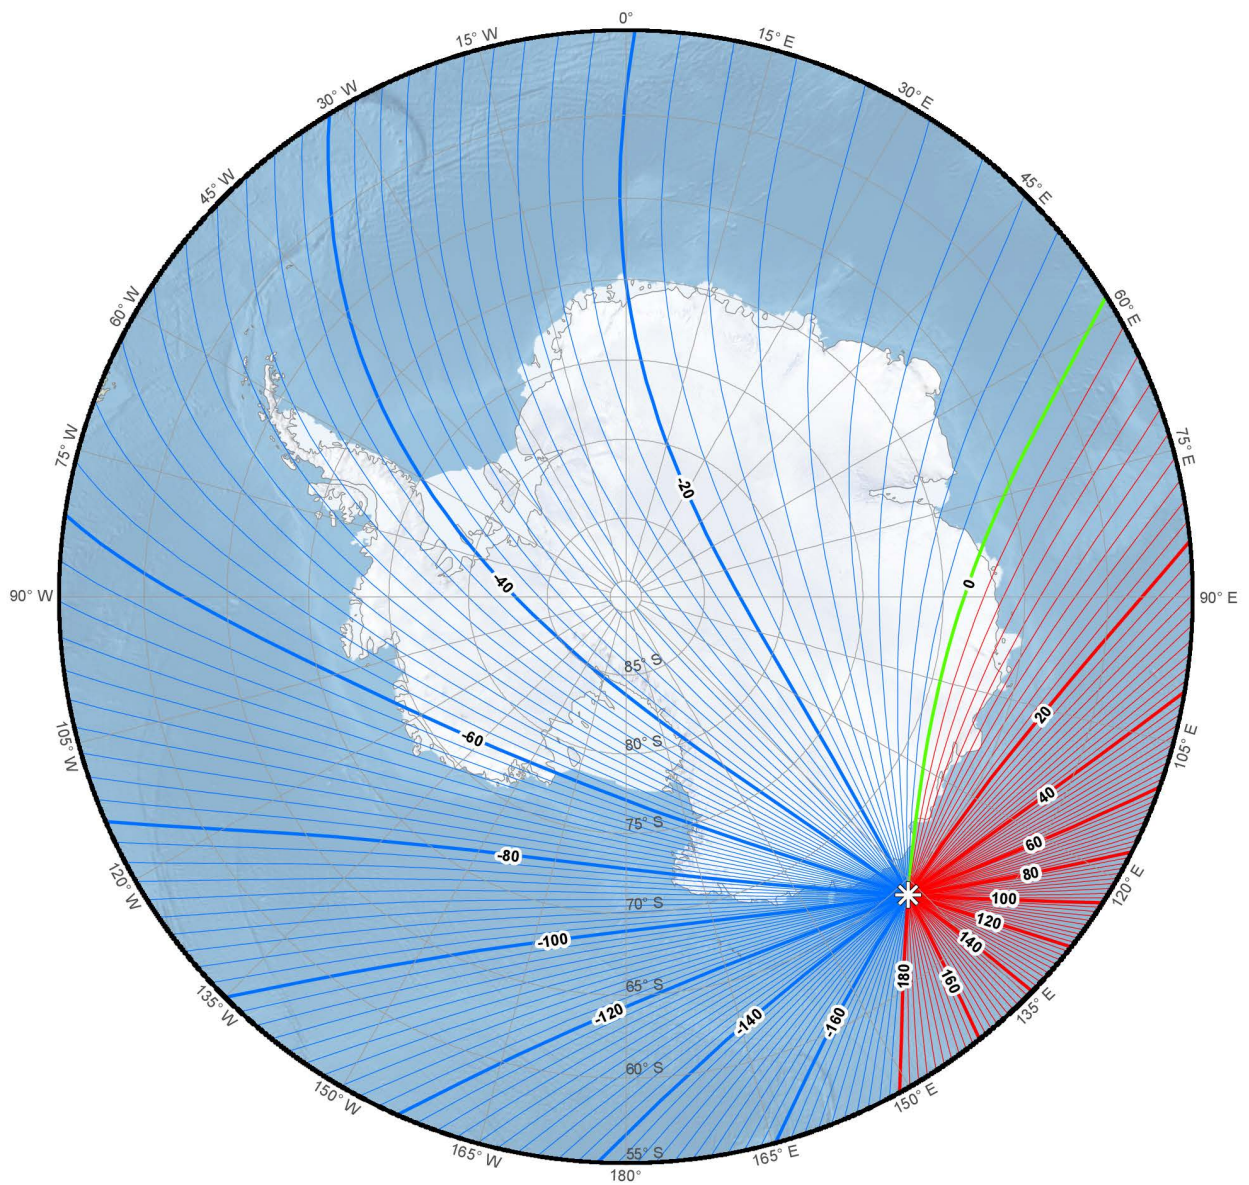 0°
15° W
15° E
30° W
30° E
45° W
45° E
60° W
60° E
75° W
75° E
-20
-40
0
90° W
90° E
85° S
20
105° W
105° E
-60
80° S
40
75° S
60
-80
80
120° W
120° E
100
70° S
120
-100
140
180
160
65° S
135° W
135° E
-120
-140
-160
60° S
150° W
150° E
165° W
165° E
55° S
180°